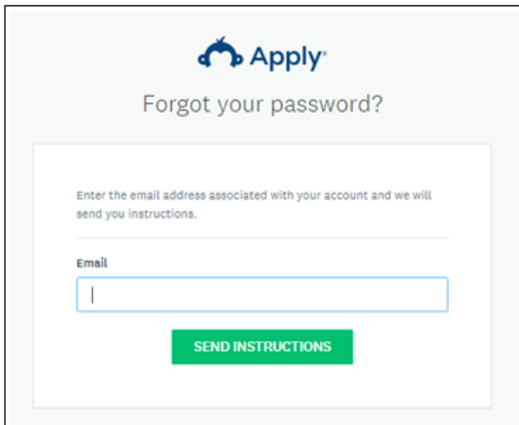 Apply
Forgot your password?
Enter the email address associated with your account and we will
send you instructions.
Email
SEND INSTRUCTIONS